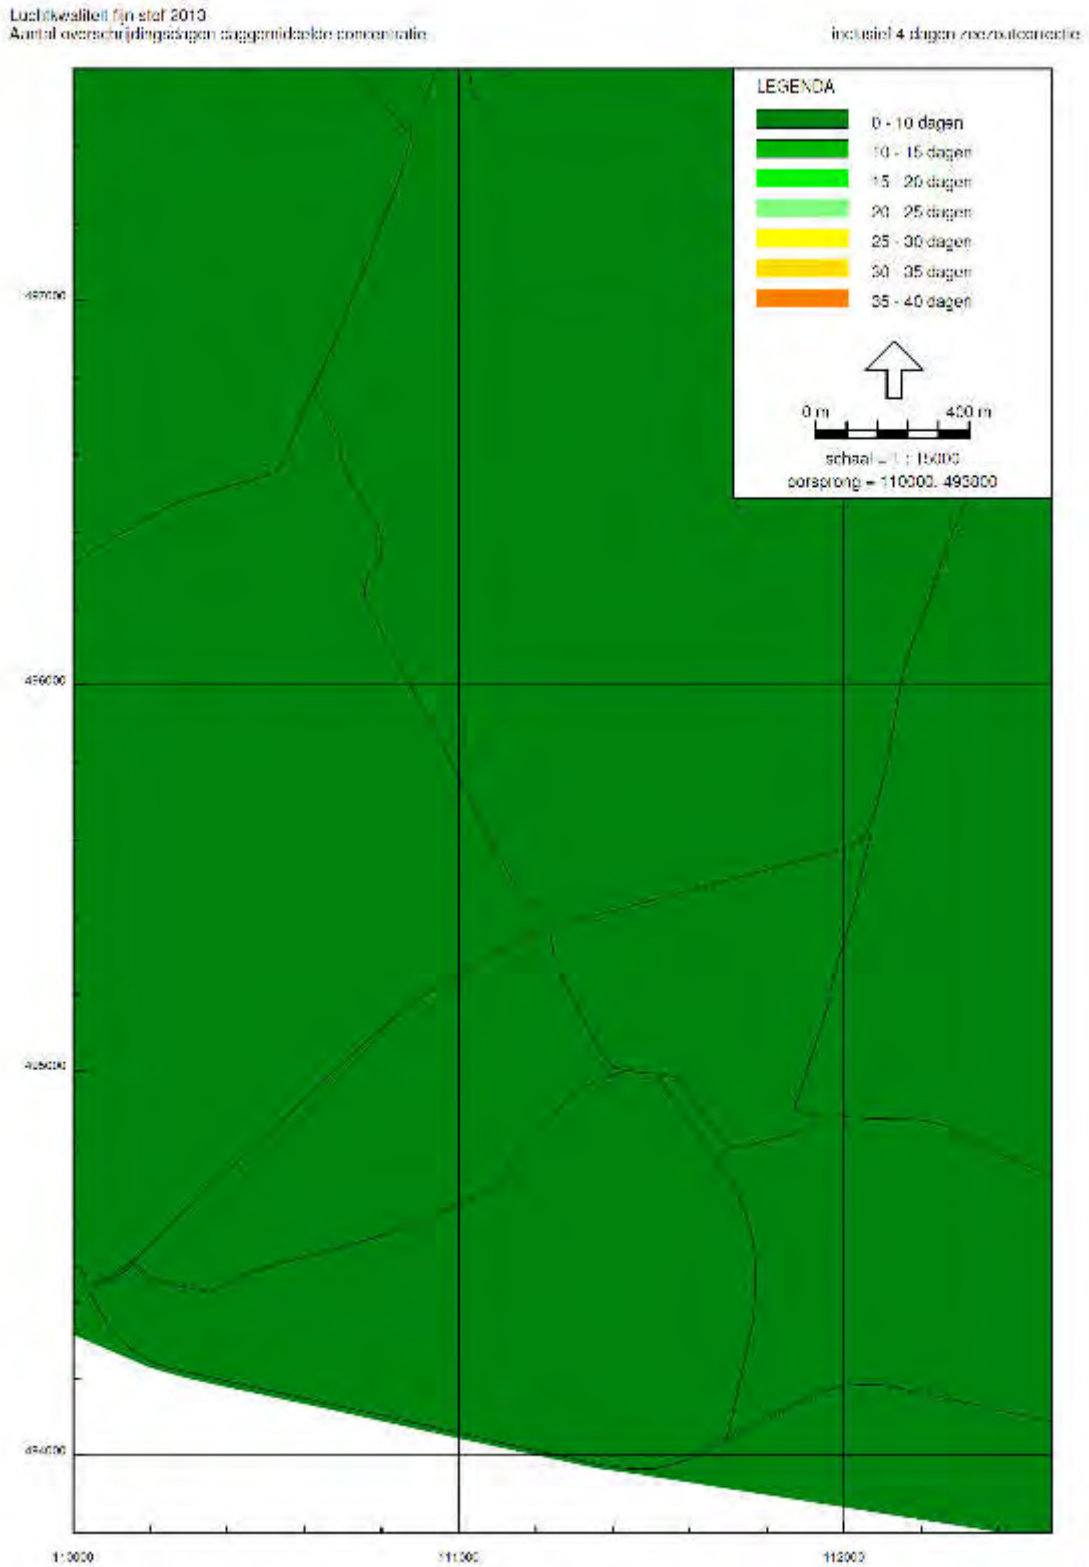 Luchtkwaliteit fijn stof 2013
Aantal overschrijdingsdagen daggemiddelde concentratie
inclusief 4 dagen zeezoutcorrectie
LEGENDA
0 - 10 dagen
10 - 15 dagen
15 - 20 dagen
20 - 25 dagen
25 - 30 dagen
30 - 35 dagen
35 - 40 dagen
0 m
400 m
schaal = 1 : 15000
oorsprong = 110000, 493800
497000
496000
495000
494000
110000
111000
112000